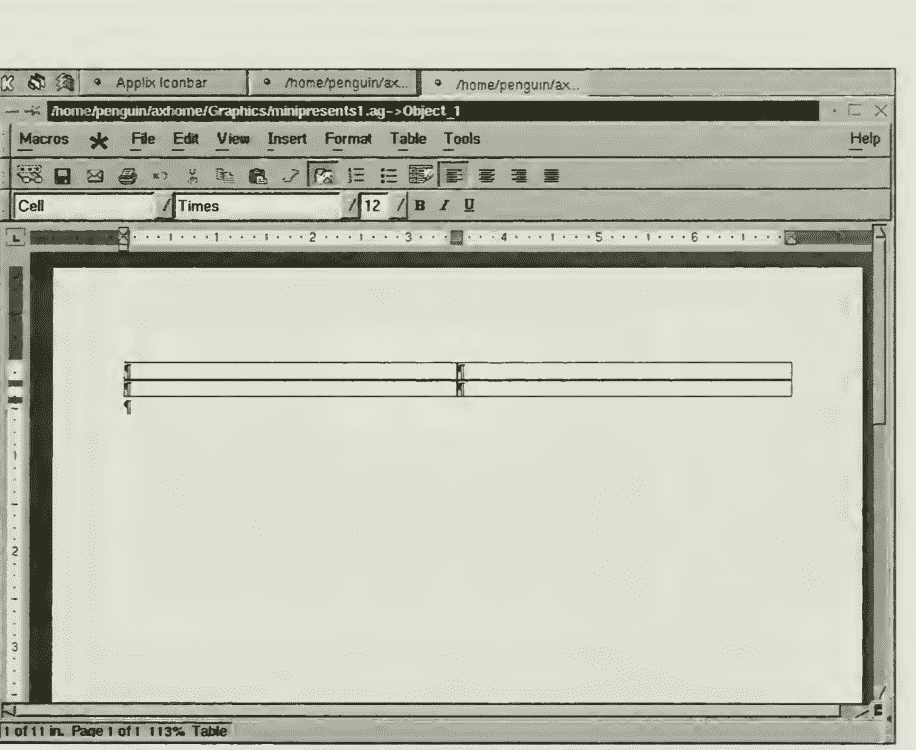 Applix Iconbar /home/penguin/ax... /home/penguin/ax...
/home/penguin/axhome/Graphics/minipresents1.ag->Object_1
Macros * File Edit View Insert Format Table Tools Help
Cell Times 12 B I U
L 1 2 3 4 5 6
¶ ¶
¶ ¶
¶
1
2
3
1 of 11 in. Page 1 of 1 113% Table